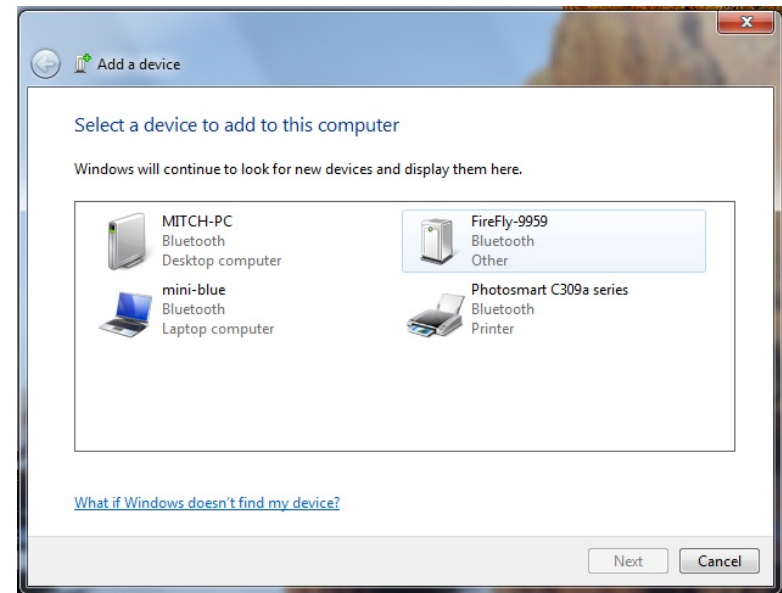 Add a device
Select a device to add to this computer
Windows will continue to look for new devices and display them here.
MITCH-PC
Bluetooth
Desktop computer
FireFly-9959
Bluetooth
Other
mini-blue
Bluetooth
Laptop computer
Photosmart C309a series
Bluetooth
Printer
What if Windows doesn't find my device?
Next
Cancel